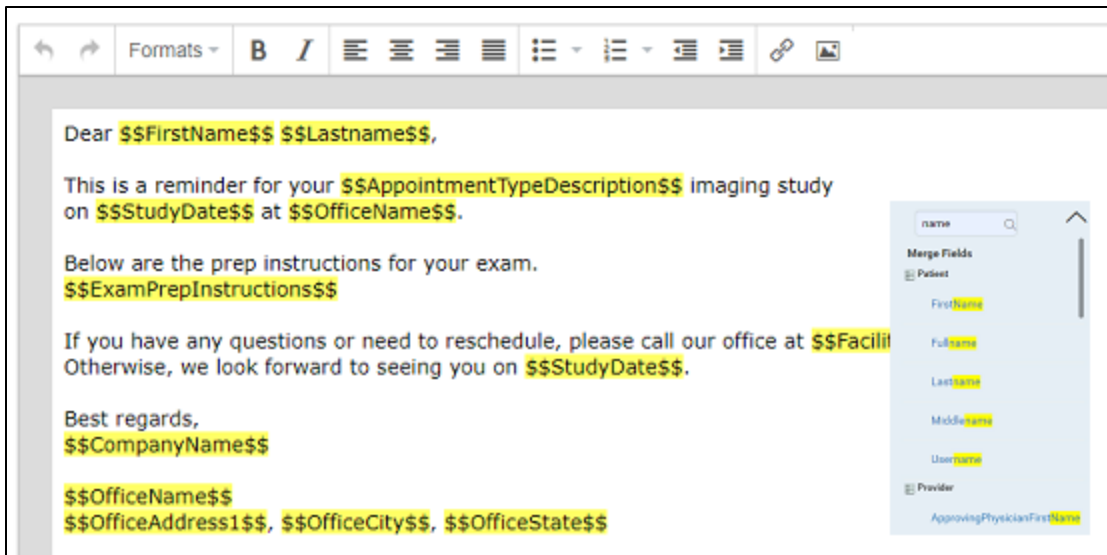 Formats
B I
Dear $$FirstName$$ $$Lastname$$,
This is a reminder for your $$AppointmentTypeDescription$$ imaging study
on $$StudyDate$$ at $$OfficeName$$.
Below are the prep instructions for your exam.
$$ExamPrepInstructions$$
If you have any questions or need to reschedule, please call our office at $$Facilit
Otherwise, we look forward to seeing you on $$StudyDate$$.
Best regards,
$$CompanyName$$
$$OfficeName$$
$$OfficeAddress1$$, $$OfficeCity$$, $$OfficeState$$
name
Merge Fields
Patient
FirstName
Fullname
Lastname
Middlename
Username
Provider
ApprovingPhysicianFirstName